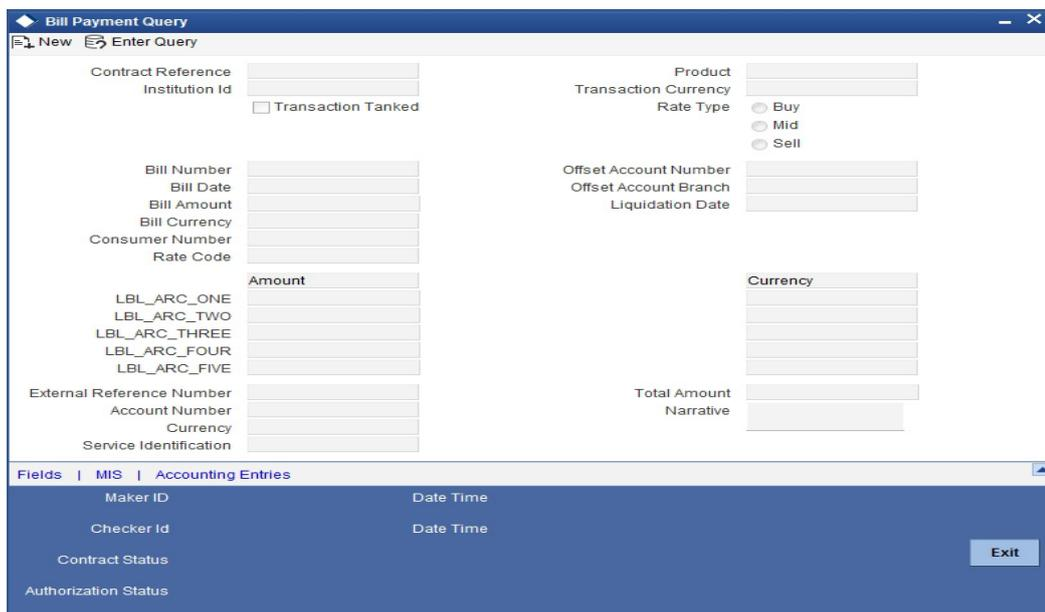 Bill Payment Query
New Enter Query
Contract Reference
Institution Id
Transaction Tanked
Product
Transaction Currency
Rate Type Buy
Mid
Sell
Bill Number
Bill Date
Bill Amount
Bill Currency
Consumer Number
Rate Code
Offset Account Number
Offset Account Branch
Liquidation Date
Amount Currency
LBL_ARC_ONE
LBL_ARC_TWO
LBL_ARC_THREE
LBL_ARC_FOUR
LBL_ARC_FIVE
External Reference Number
Account Number
Currency
Service Identification
Total Amount
Narrative
Fields | MIS | Accounting Entries
Maker ID Date Time
Checker Id Date Time
Contract Status
Exit
Authorization Status